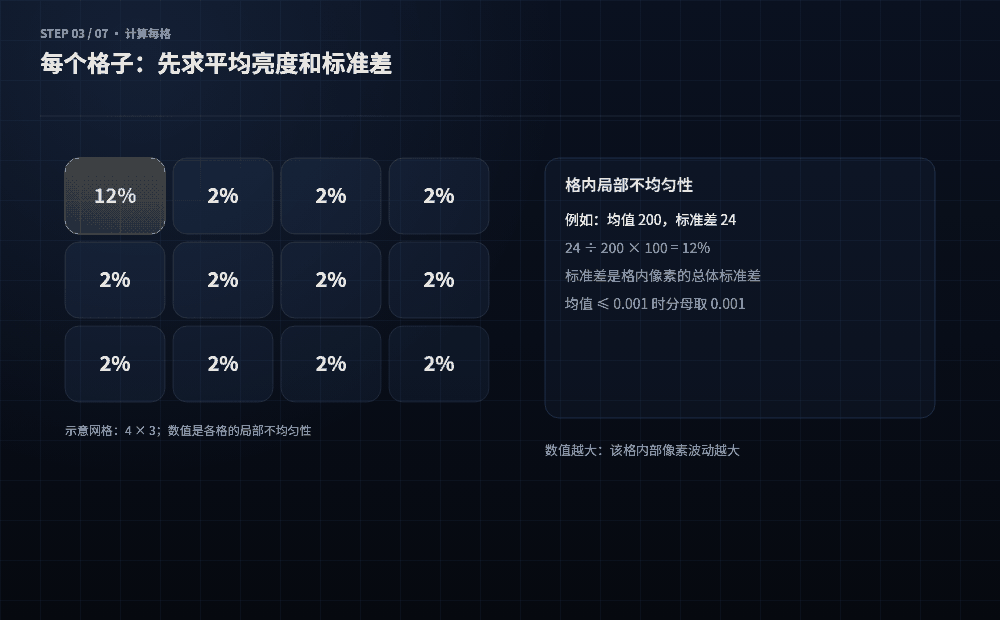 STEP 03 / 07 · 计算每格
每个格子：先求平均亮度和标准差
12% 2% 2% 2%
2% 2% 2% 2%
2% 2% 2% 2%
示意网格：4 × 3；数值是各格的局部不均匀性
格内局部不均匀性
例如：均值 200，标准差 24
24 ÷ 200 × 100 = 12%
标准差是格内像素的总体标准差
均值 ≤ 0.001 时分母取 0.001
数值越大：该格内部像素波动越大